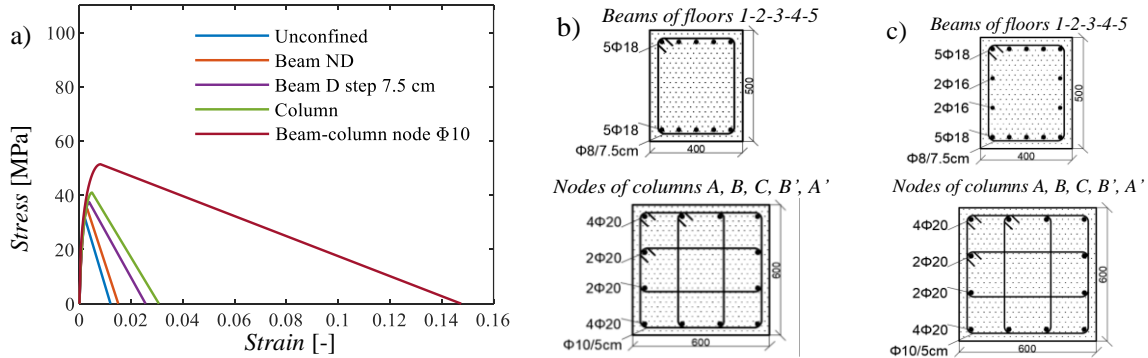 a)
Stress [MPa]
100
80
60
40
20
0
0
0.02
0.04
0.06
0.08
0.1
0.12
0.14
0.16
Strain [-]
Unconfined
Beam ND
Beam D step 7.5 cm
Column
Beam-column node Φ10
b)
Beams of floors 1-2-3-4-5
5Φ18
5Φ18
Φ8/7.5cm
400
500
Nodes of columns A, B, C, B’, A’
4Φ20
2Φ20
2Φ20
4Φ20
Φ10/5cm
600
600
c)
Beams of floors 1-2-3-4-5
5Φ18
2Φ16
2Φ16
5Φ18
Φ8/7.5cm
400
500
Nodes of columns A, B, C, B’, A’
4Φ20
2Φ20
2Φ20
4Φ20
Φ10/5cm
600
600